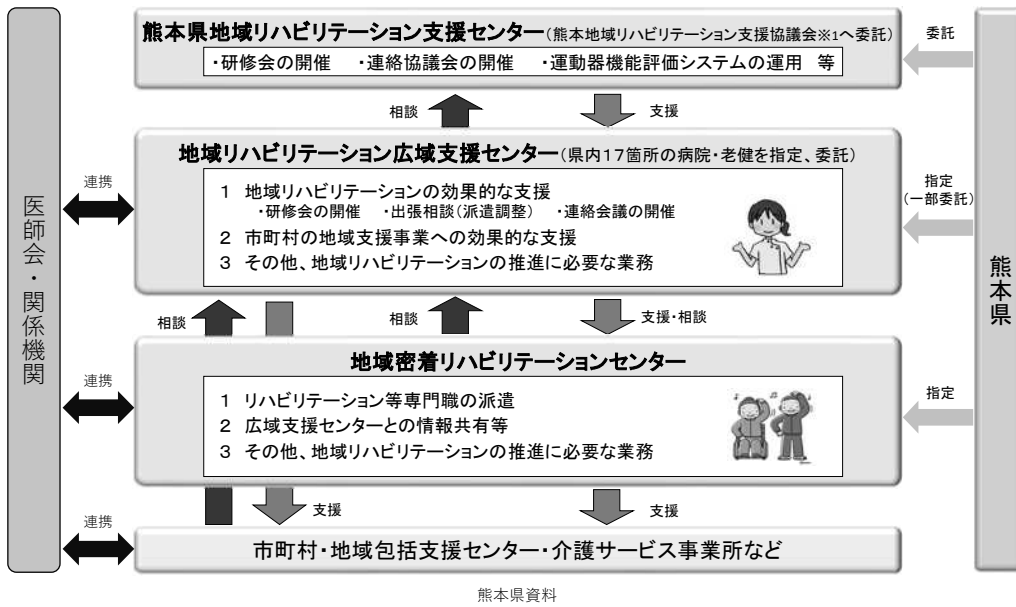 熊本県地域リハビリテーション支援センター(熊本地域リハビリテーション支援協議会※1へ委託)
・研修会の開催 ・連絡協議会の開催 ・運動器機能評価システムの運用 等
委託
相談
支援
地域リハビリテーション広域支援センター(県内17箇所の病院・老健を指定、委託)
1 地域リハビリテーションの効果的な支援
・研修会の開催 ・出張相談(派遣調整) ・連絡会議の開催
2 市町村の地域支援事業への効果的な支援
3 その他、地域リハビリテーションの推進に必要な業務
連携
指定
(一部委託)
医師会・関係機関
熊本県
相談
相談
支援・相談
地域密着リハビリテーションセンター
1 リハビリテーション等専門職の派遣
2 広域支援センターとの情報共有等
3 その他、地域リハビリテーションの推進に必要な業務
連携
指定
支援
支援
連携
市町村・地域包括支援センター・介護サービス事業所など
熊本県資料